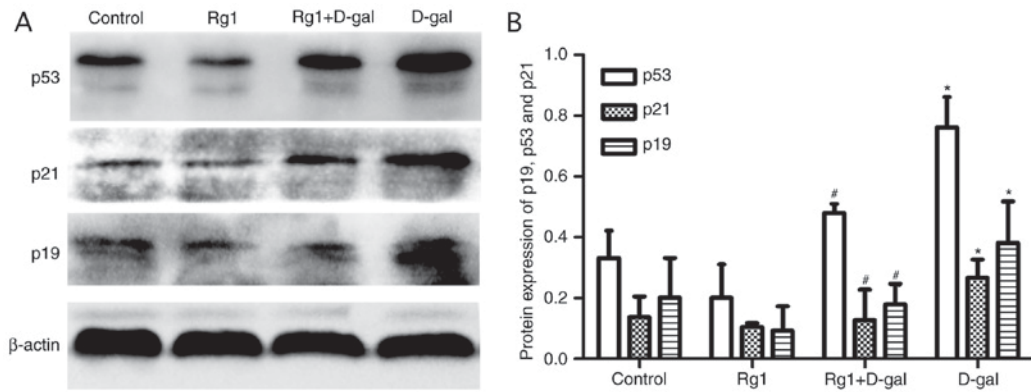 A
Control Rg1 Rg1+D-gal D-gal
p53
p21
p19
β-actin
B
Protein expression of p19, p53 and p21
1.0
0.8
0.6
0.4
0.2
0.0
p53
p21
p19
#
# #
*
*
*
Control Rg1 Rg1+D-gal D-gal